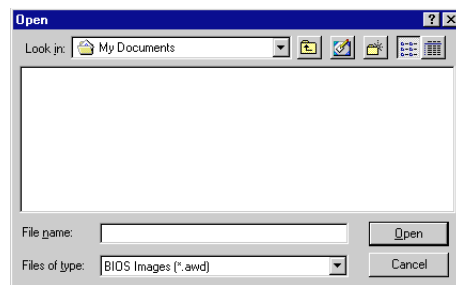 Open
Look in: My Documents
File name: Open
Files of type: BIOS Images (*.awd) Cancel